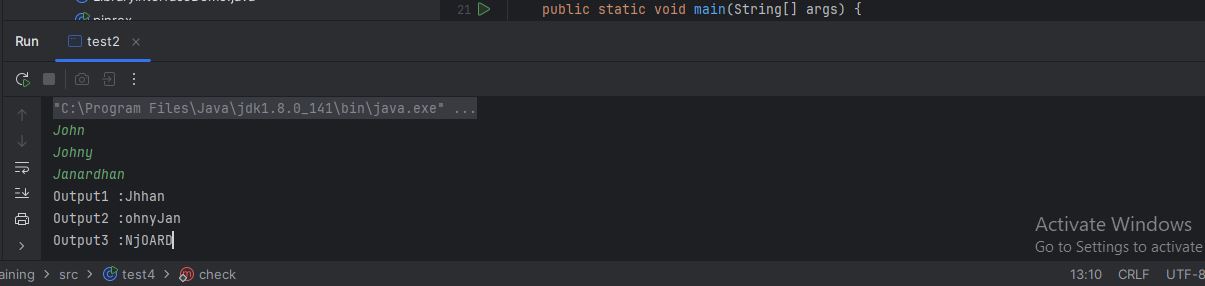 21 public static void main(String[] args) {
pinrox
Run test2 ×
"C:\Program Files\Java\jdk1.8.0_141\bin\java.exe" ...
John
Johny
Janardhan
Output1 :Jhhan
Output2 :ohnyJan
Output3 :NjOARD
Activate Windows
Go to Settings to activate
aining > src > test4 > check 13:10 CRLF UTF-8